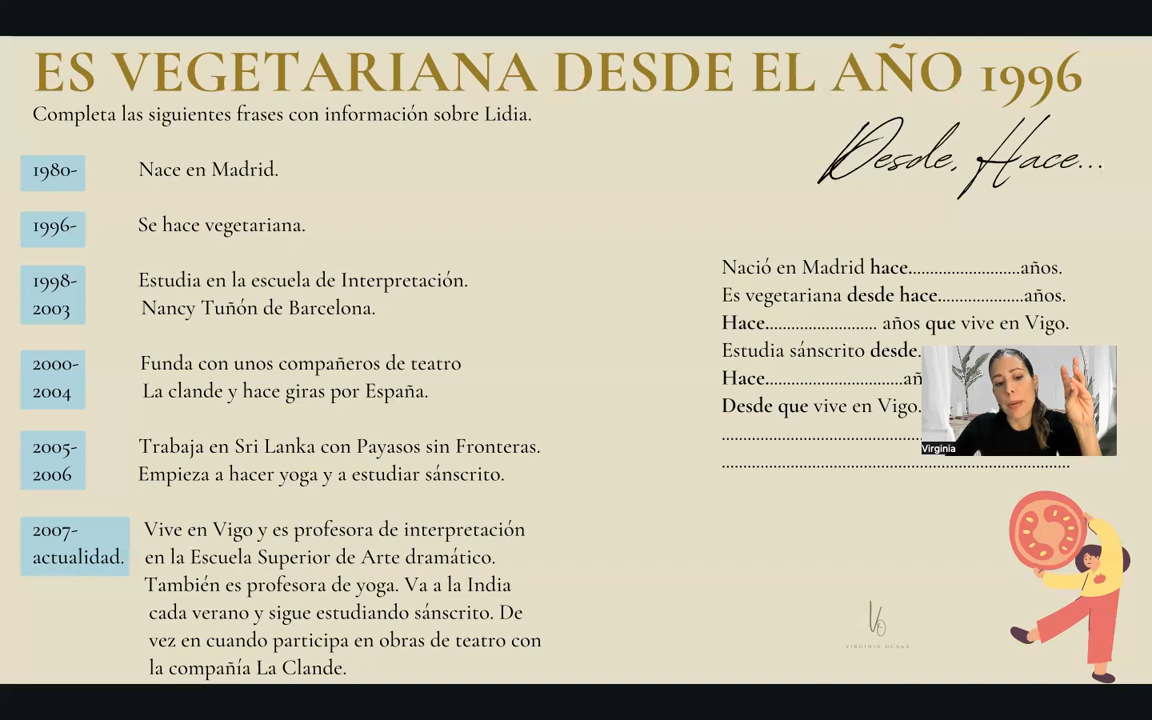 ES VEGETARIANA DESDE EL AÑO 1996
Completa las siguientes frases con información sobre Lidia.
Desde, Hace...
1980-
Nace en Madrid.
1996-
Se hace vegetariana.
1998-
2003
Estudia en la escuela de Interpretación.
Nancy Tuñón de Barcelona.
2000-
2004
Funda con unos compañeros de teatro
La clande y hace giras por España.
2005-
2006
Trabaja en Sri Lanka con Payasos sin Fronteras.
Empieza a hacer yoga y a estudiar sánscrito.
2007-
actualidad.
Vive en Vigo y es profesora de interpretación
en la Escuela Superior de Arte dramático.
También es profesora de yoga. Va a la India
cada verano y sigue estudiando sánscrito. De
vez en cuando participa en obras de teatro con
la compañía La Clande.
Nació en Madrid hace..........................años.
Es vegetariana desde hace....................años.
Hace.......................... años que vive en Vigo.
Estudia sánscrito desde.
Hace................................añ
Desde que vive en Vigo.
..............................................
.................................................................................
Virginia